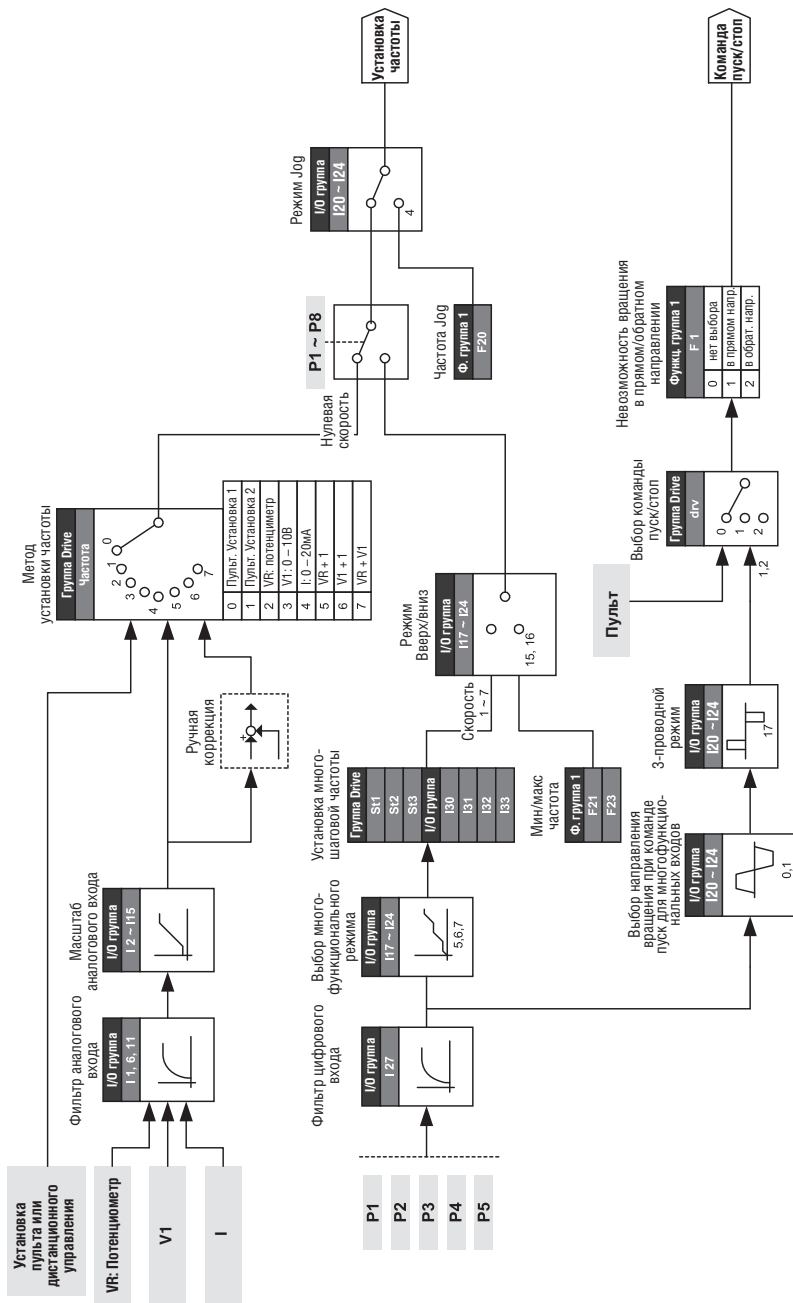 Установка
пульта или
дистанционного
управления
VR: Потенциометр
V1
I
Фильтр аналогового
входа
I/O группа
I 1, 6, 11
Масштаб
аналогового входа
I/O группа
I 2 ~ I15
Ручная
коррекция
+
Метод
установки частоты
Группа Drive
Частота
0
1
2
3
4
5
6
7
0 Пульт. Установка 1
1 Пульт. Установка 2
2 VR: потенциметр
3 V1: 0 – 10В
4 I: 0 – 20мА
5 VR + 1
6 V1 + 1
7 VR + V1
Нулевая
скорость
P1 ~ P8
Режим Jog
I/O группа
I20 ~ I24
4
Установка
частоты
Частота Jog
Ф. группа 1
F20
P1
P2
P3
P4
P5
Фильтр цифрового
входа
I/O группа
I 27
Выбор много-
функционального
режима
I/O группа
I17 ~ I24
5,6,7
Установка много-
шаговой частоты
Группа Drive
St1
St2
St3
I/O группа
I30
I31
I32
I33
Скорость
1 ~ 7
Режим
Вверх/вниз
I/O группа
I17 ~ I24
15, 16
Мин/макс
частота
Ф. группа 1
F21
F23
Выбор направления
вращения при команде
пуск для многофункцио-
нальных входов
I/O группа
I20 ~ I24
0,1
3-проводной
режим
I/O группа
I20 ~ I24
17
Пульт
1,2
Выбор команды
пуск/стоп
Группа Drive
drv
0
1
2
Невозможность вращения
в прямом/обратном
направлении
Функц. группа 1
F 1
0 нет выбора
1 в прямом напр.
2 в обрат. напр.
Команда
пуск/стоп